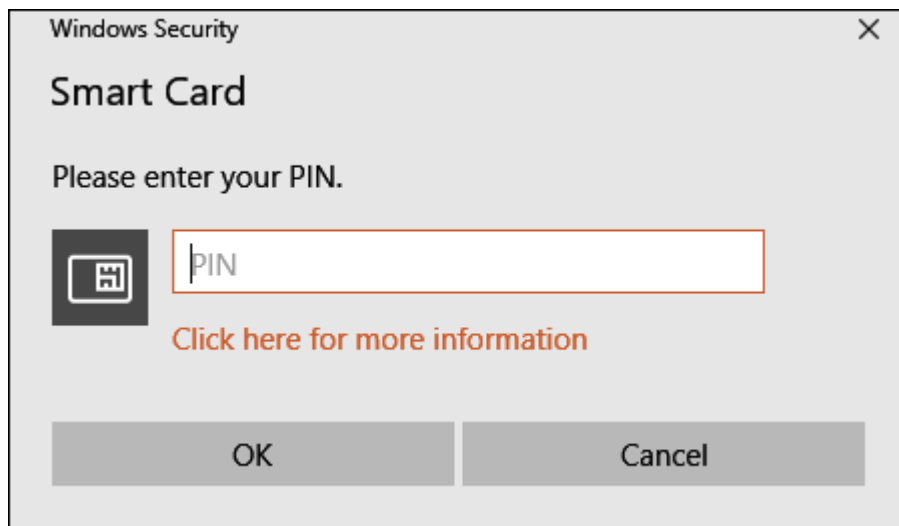 Windows Security
Smart Card
Please enter your PIN.
PIN
Click here for more information
OK
Cancel